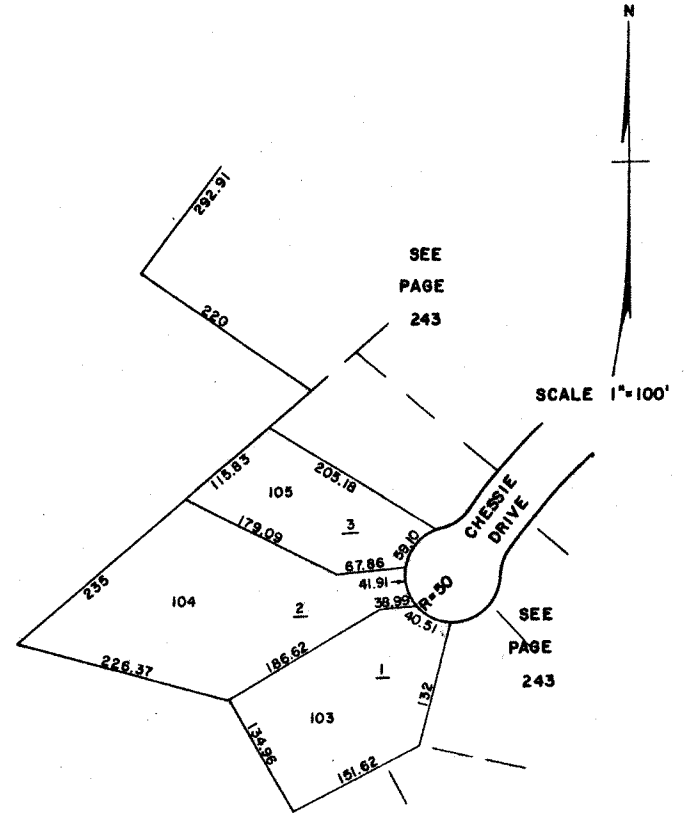 N
292.91
SEE
PAGE
243
220
SCALE 1"=100'
115.83
205.18
105
CHESSIE
DRIVE
3
179.09
59.10
67.86
41.91
235
R=50
38.99
104
2
40.51
SEE
PAGE
243
186.62
226.37
1
132
103
134.96
151.62